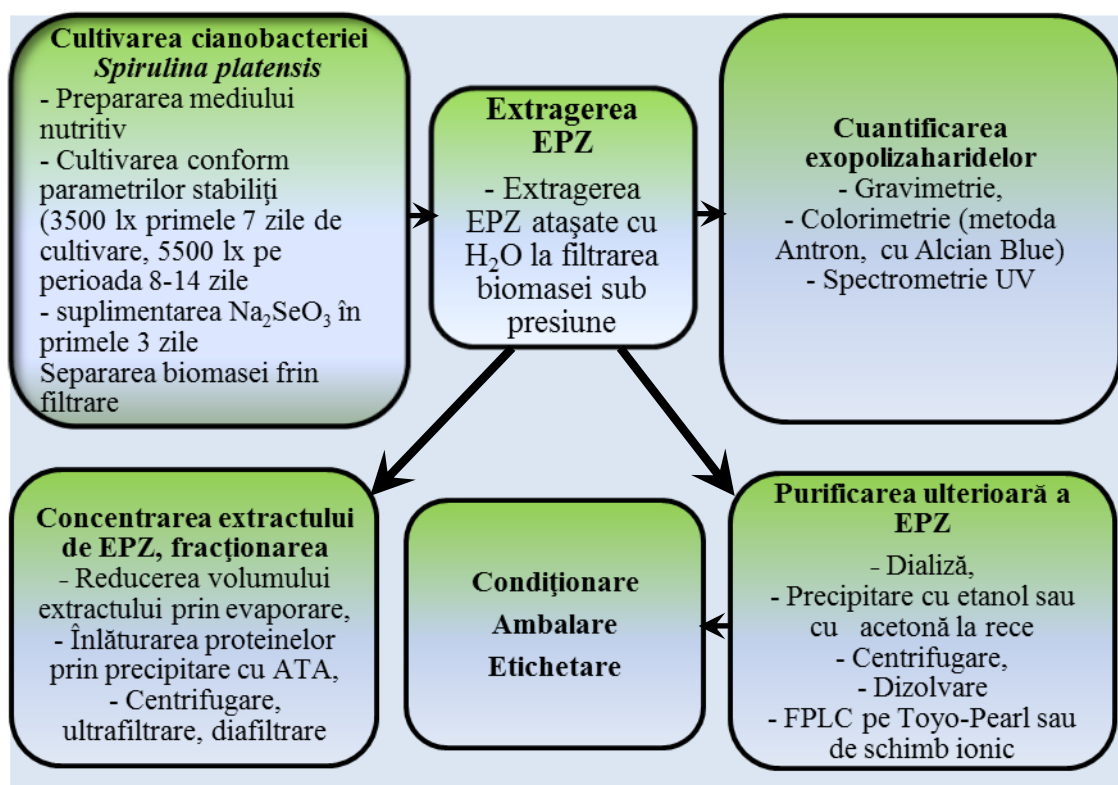 Cultivarea cianobacteriei
Spirulina platensis
- Prepararea mediului
nutritiv
- Cultivarea conform
parametrilor stabiliți
(3500 lx primele 7 zile de
cultivare, 5500 lx pe
perioada 8-14 zile
- suplimentarea Na₂SeO₃ în
primele 3 zile
Separarea biomasei frin
filtrare
Extragerea
EPZ
- Extragerea
EPZ atașate cu
H₂O la filtrarea
biomasei sub
presiune
Cuantificarea
exopolizaharidelor
- Gravimetrie,
- Colorimetrie (metoda
Antron, cu Alcian Blue)
- Spectrometrie UV
Concentrarea extractului
de EPZ, fracționarea
- Reducerea volumului
extractului prin evaporare,
- Înlăturarea proteinelor
prin precipitare cu ATA,
- Centrifugare,
ultrafiltrare, diafiltrare
Condiţionare
Ambalare
Etichetare
Purificarea ulterioară a
EPZ
- Dializă,
- Precipitare cu etanol sau
cu acetonă la rece
- Centrifugare,
- Dizolvare
- FPLC pe Toyo-Pearl sau
de schimb ionic